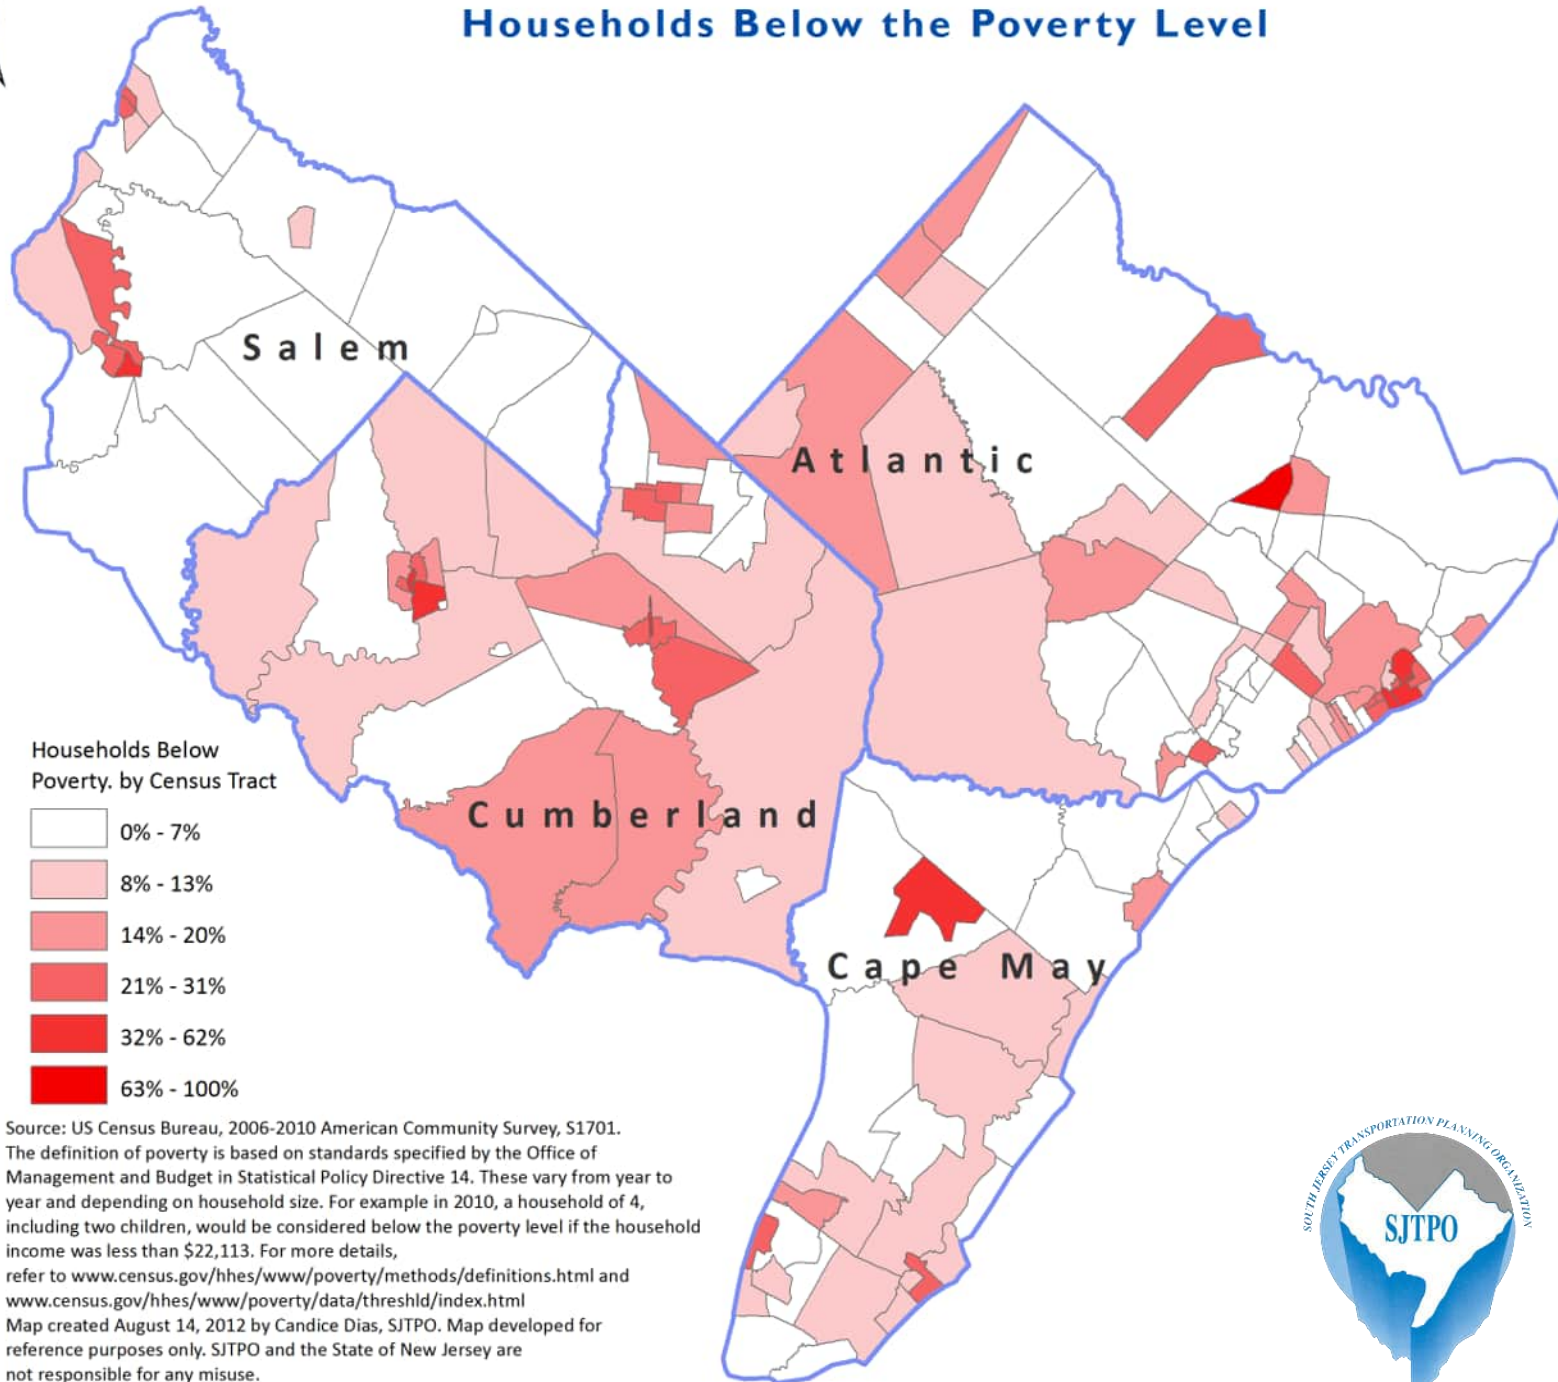 Households Below the Poverty Level
Salem
Atlantic
Cumberland
Cape May
Households Below
Poverty. by Census Tract
0% - 7%
8% - 13%
14% - 20%
21% - 31%
32% - 62%
63% - 100%
Source: US Census Bureau, 2006-2010 American Community Survey, S1701.
The definition of poverty is based on standards specified by the Office of
Management and Budget in Statistical Policy Directive 14. These vary from year to
year and depending on household size. For example in 2010, a household of 4,
including two children, would be considered below the poverty level if the household
income was less than $22,113. For more details,
refer to www.census.gov/hhes/www/poverty/methods/definitions.html and
www.census.gov/hhes/www/poverty/data/threshld/index.html
Map created August 14, 2012 by Candice Dias, SJTPO. Map developed for
reference purposes only. SJTPO and the State of New Jersey are
not responsible for any misuse.
SOUTH JERSEY TRANSPORTATION PLANNING ORGANIZATION
SJTPO